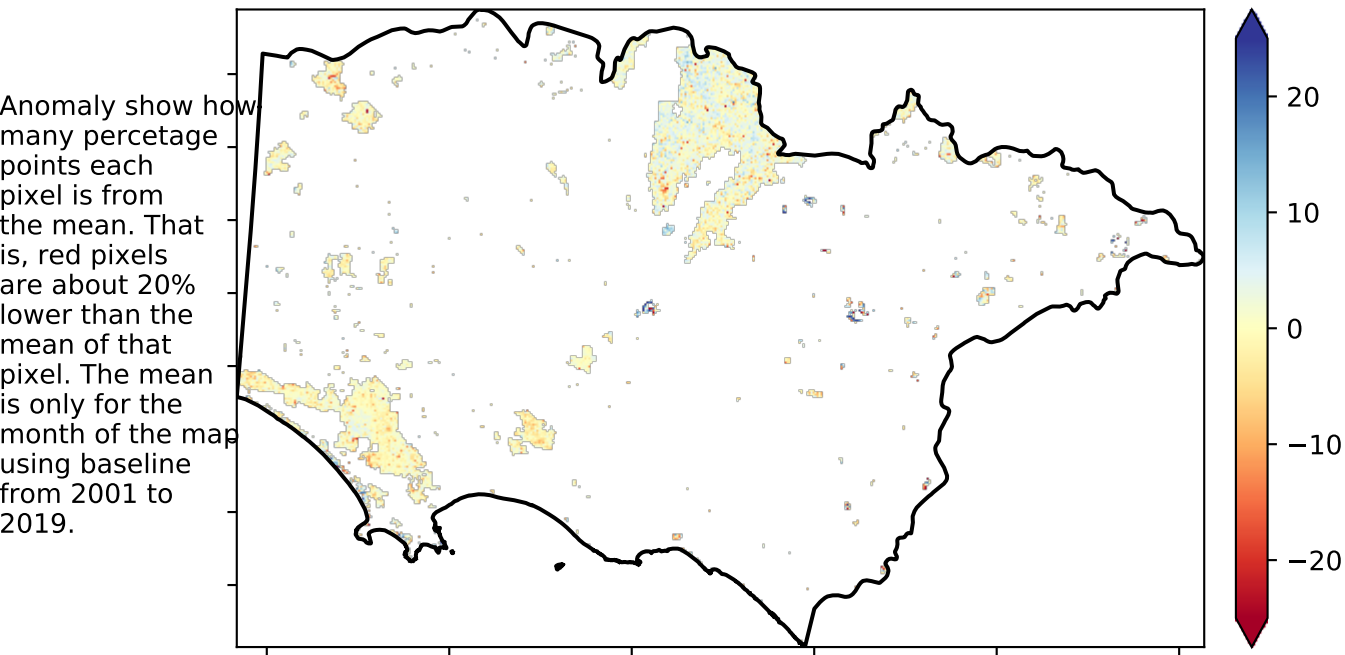 Anomaly show how
many percetage
points each
pixel is from
the mean. That
is, red pixels
are about 20%
lower than the
mean of that
pixel. The mean
is only for the
month of the map
using baseline
from 2001 to
2019.
20
10
0
−10
−20